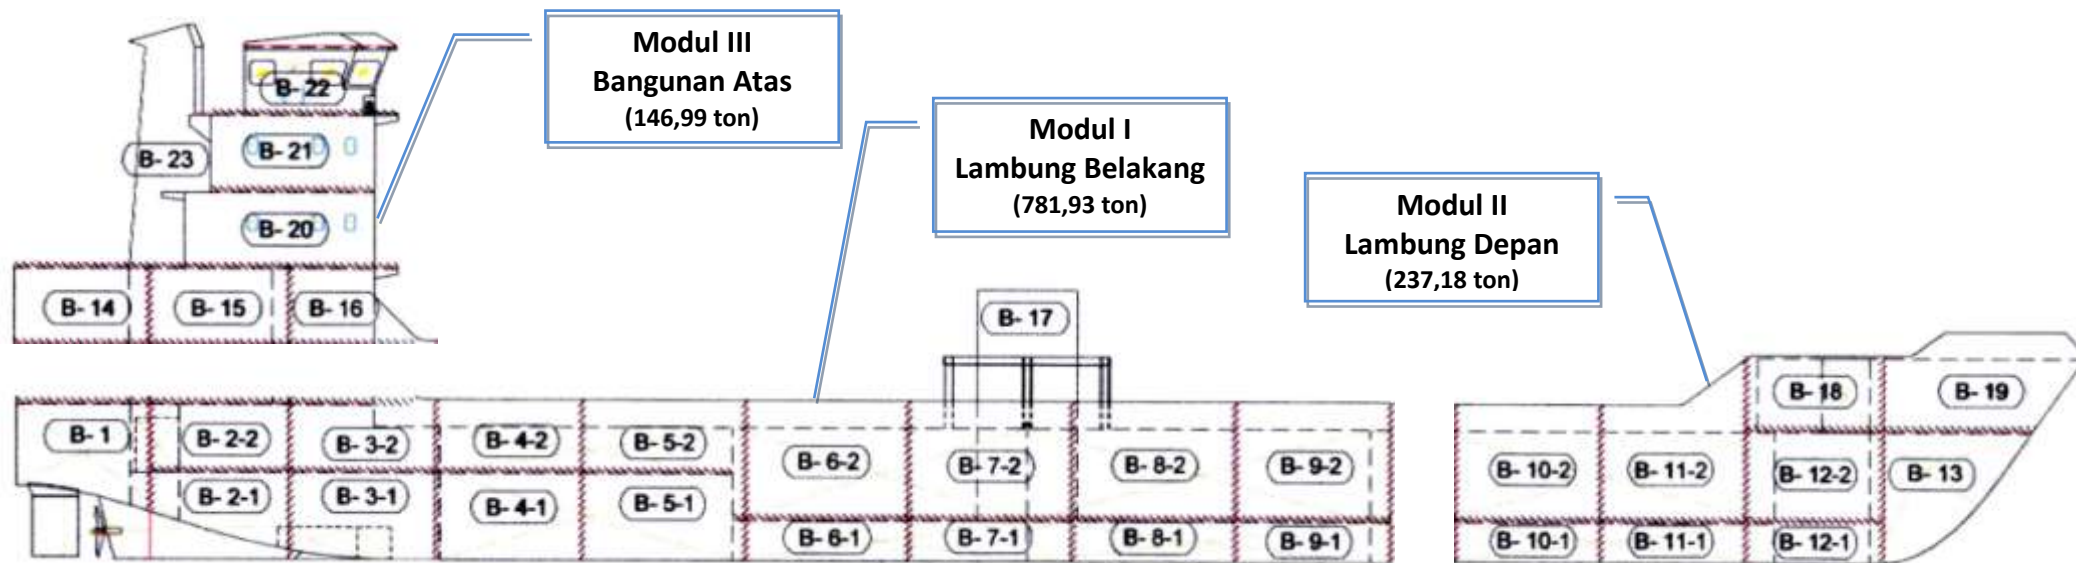 Modul III
Bangunan Atas
(146,99 ton)
Modul I
Lambung Belakang
(781,93 ton)
Modul II
Lambung Depan
(237,18 ton)
B- 22
B- 23
B- 21
B- 20
B- 14
B- 15
B- 16
B- 17
B- 18
B- 19
B- 1
B- 2-2
B- 3-2
B- 4-2
B- 5-2
B- 6-2
B- 7-2
B- 8-2
B- 9-2
B- 10-2
B- 11-2
B- 12-2
B- 13
B- 2-1
B- 3-1
B- 4-1
B- 5-1
B- 6-1
B- 7-1
B- 8-1
B- 9-1
B- 10-1
B- 11-1
B- 12-1